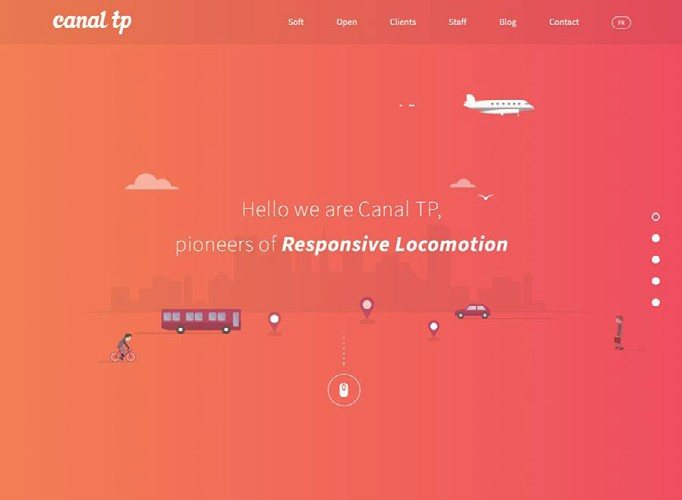 canal tp
Soft Open Clients Staff Blog Contact FR
Hello we are Canal TP,
pioneers of Responsive Locomotion